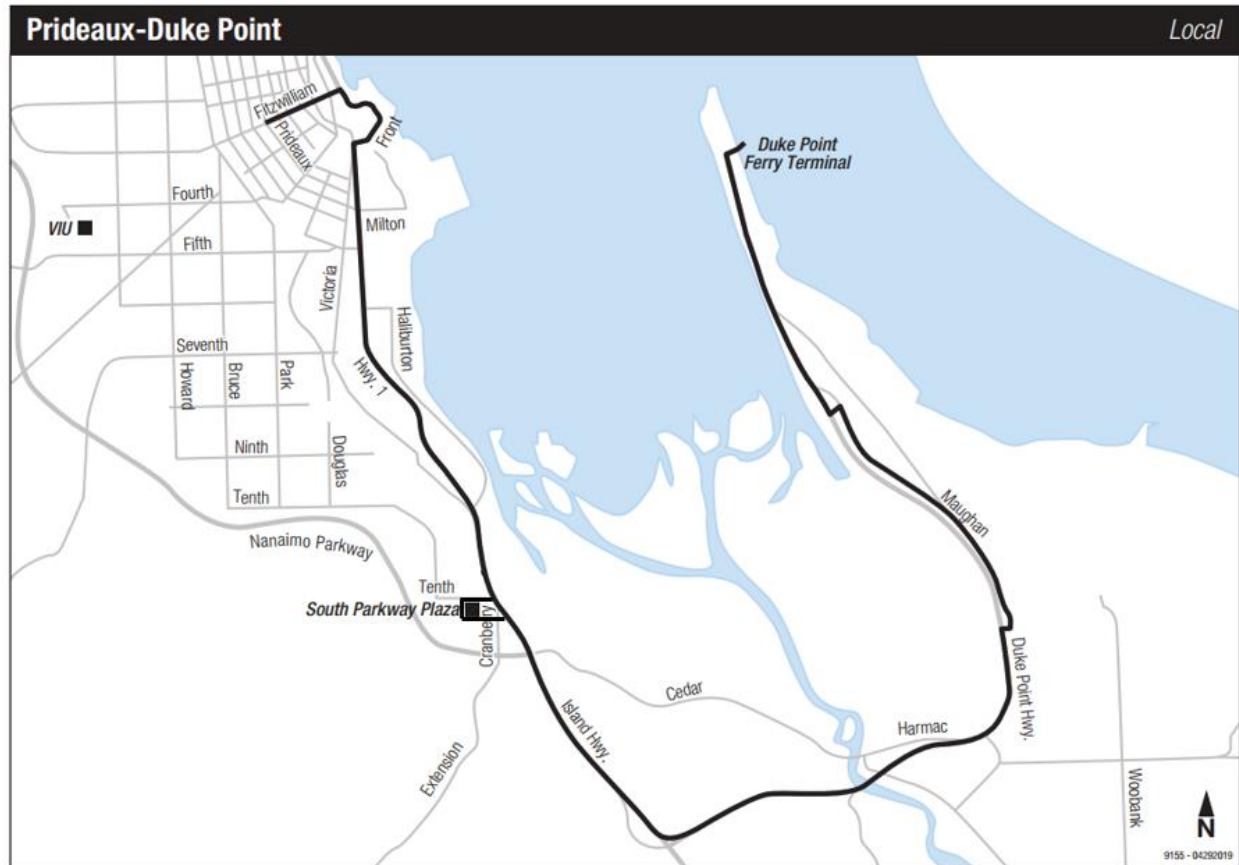 Prideaux-Duke Point
Local
Fitzwilliam
Prideaux
Front
Duke Point
Ferry Terminal
Fourth
VIU
Milton
Fifth
Victoria
Haliburton
Seventh
Howard
Bruce
Park
Hwy. 1
Ninth
Douglas
Tenth
Nanaimo Parkway
Maughan
Tenth
South Parkway Plaza
Cranberry
Duke Point Hwy.
Cedar
Island Hwy.
Harmac
Extension
Woobank
N
9155 - 04292019